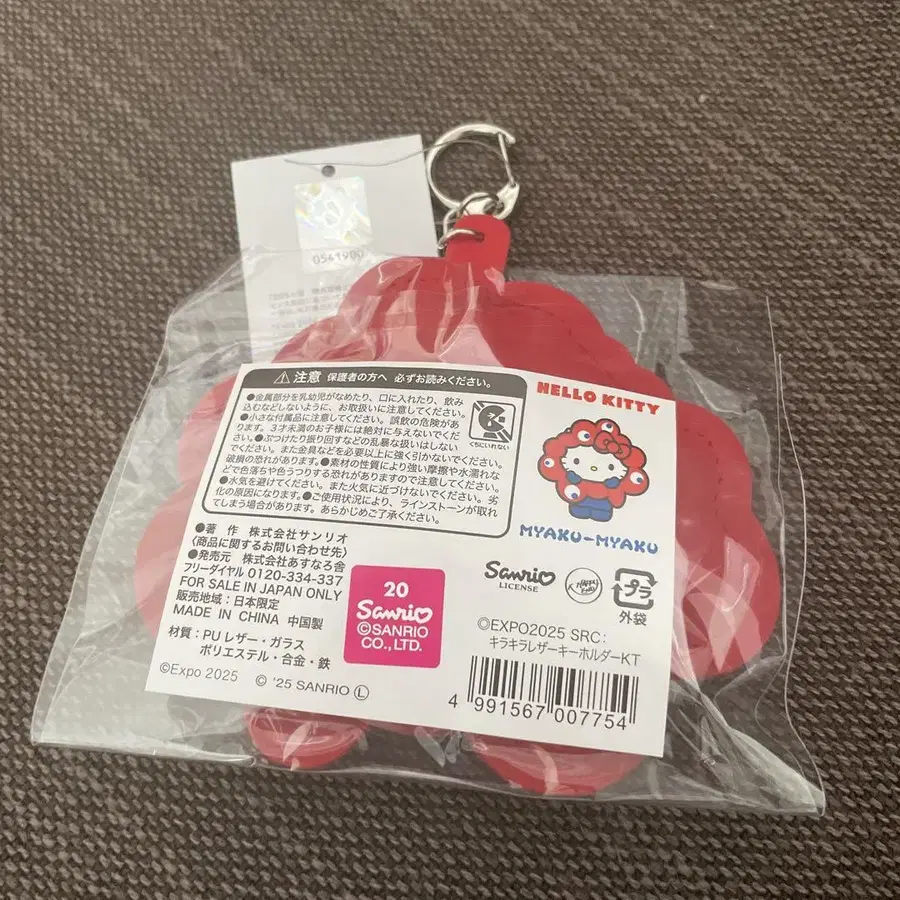 0541900
⚠注意 保護者の方へ 必ずお読みください。
●金属部分を乳幼児がなめたり、口に入れたり、飲み
込むなどしないように、お取扱いに注意してください。
●小さな付属品に注意してください。誤飲の危険があ
ります。3才未満のお子様には絶対に与えないでくだ
さい。●ぶつけたり振り回すなどの乱暴な扱いはしない
でください。また金具などを必要以上に強く引かないでください。
破損の恐れがあります。●素材の性質により強い摩擦や水濡れな
どで色落ちや色うつりする恐れがありますので注意してください。
●水気を避けてください。また火気に近づけないでください。劣
化の原因になります。●ご使用状況により、ラインストーンが取れ
てしまう場合があります。あらかじめご了承ください。
くちにいれない
HELLO KITTY
MYAKU-MYAKU
●著 作 株式会社サンリオ
〈商品に関するお問い合わせ先〉
●発売元 株式会社あすなろ舎
フリーダイヤル 0120-334-337
FOR SALE IN JAPAN ONLY
販売地域：日本限定
MADE IN CHINA 中国製
材質：PUレザー・ガラス
ポリエステル・合金・鉄
©Expo 2025 © '25 SANRIO Ⓛ
20
Sanrio
©SANRIO
CO., LTD.
Sanrio
LICENSE
プラ
外袋
©EXPO2025 SRC：
キラキラレザーキーホルダーKT
4 991567 007754